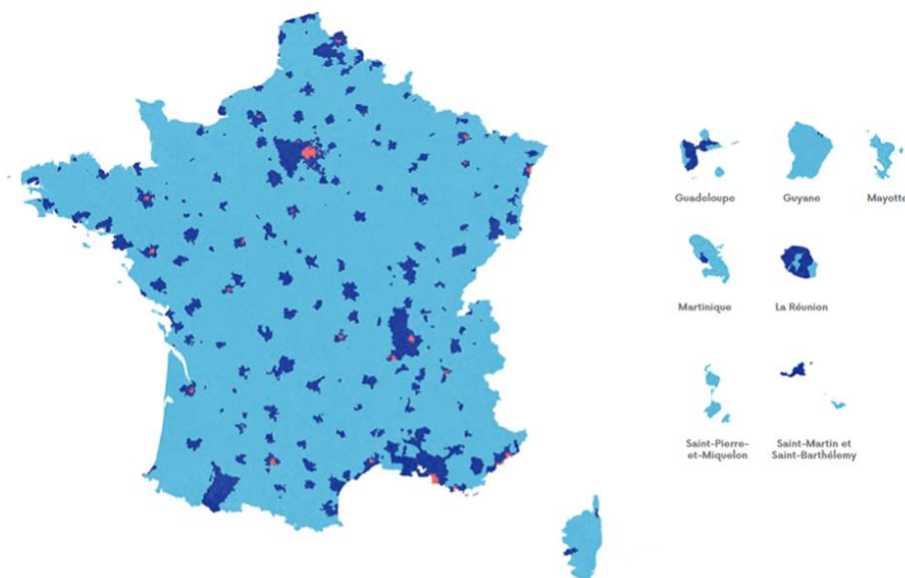 Guadeloupe
Guyane
Mayotte
Martinique
La Réunion
Saint-Pierre-
et-Miquelon
Saint-Martin et
Saint-Barthélemy